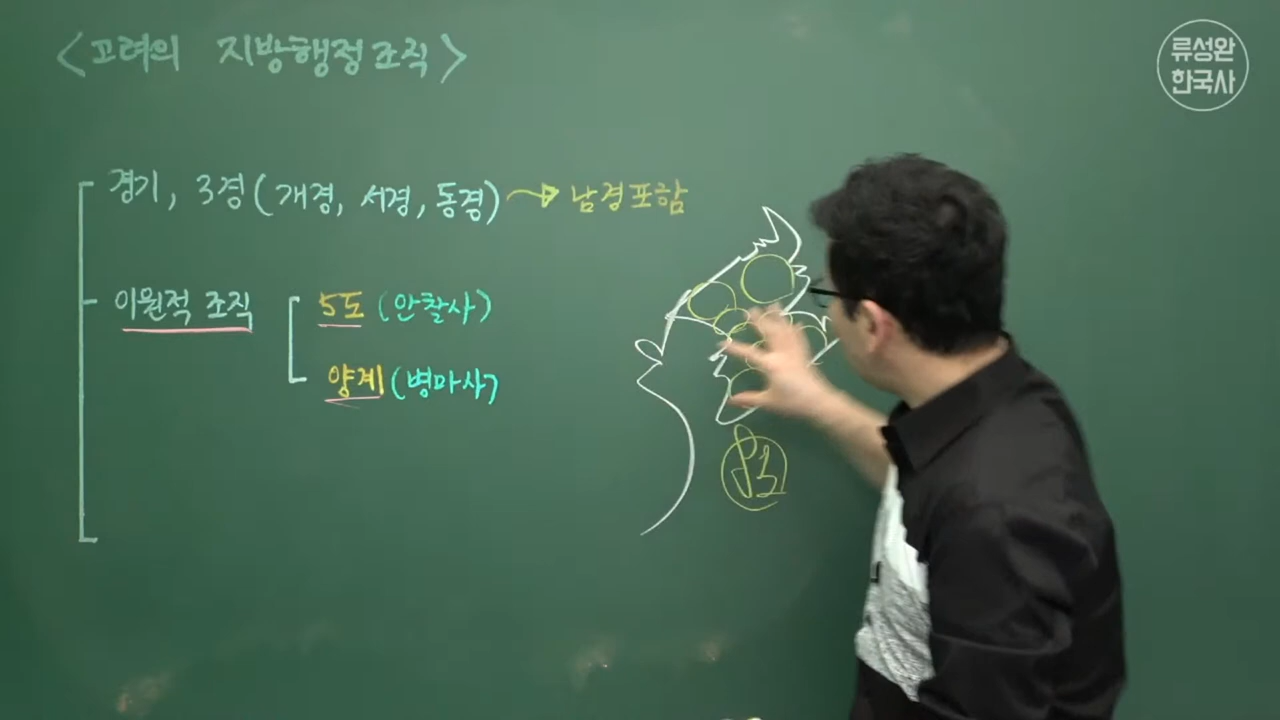 <고려의 지방행정조직>
류성완
한국사
경기, 3경(개경, 서경, 동경) → 남경포함
이원적 조직
5도 (안찰사)
양계 (병마사)